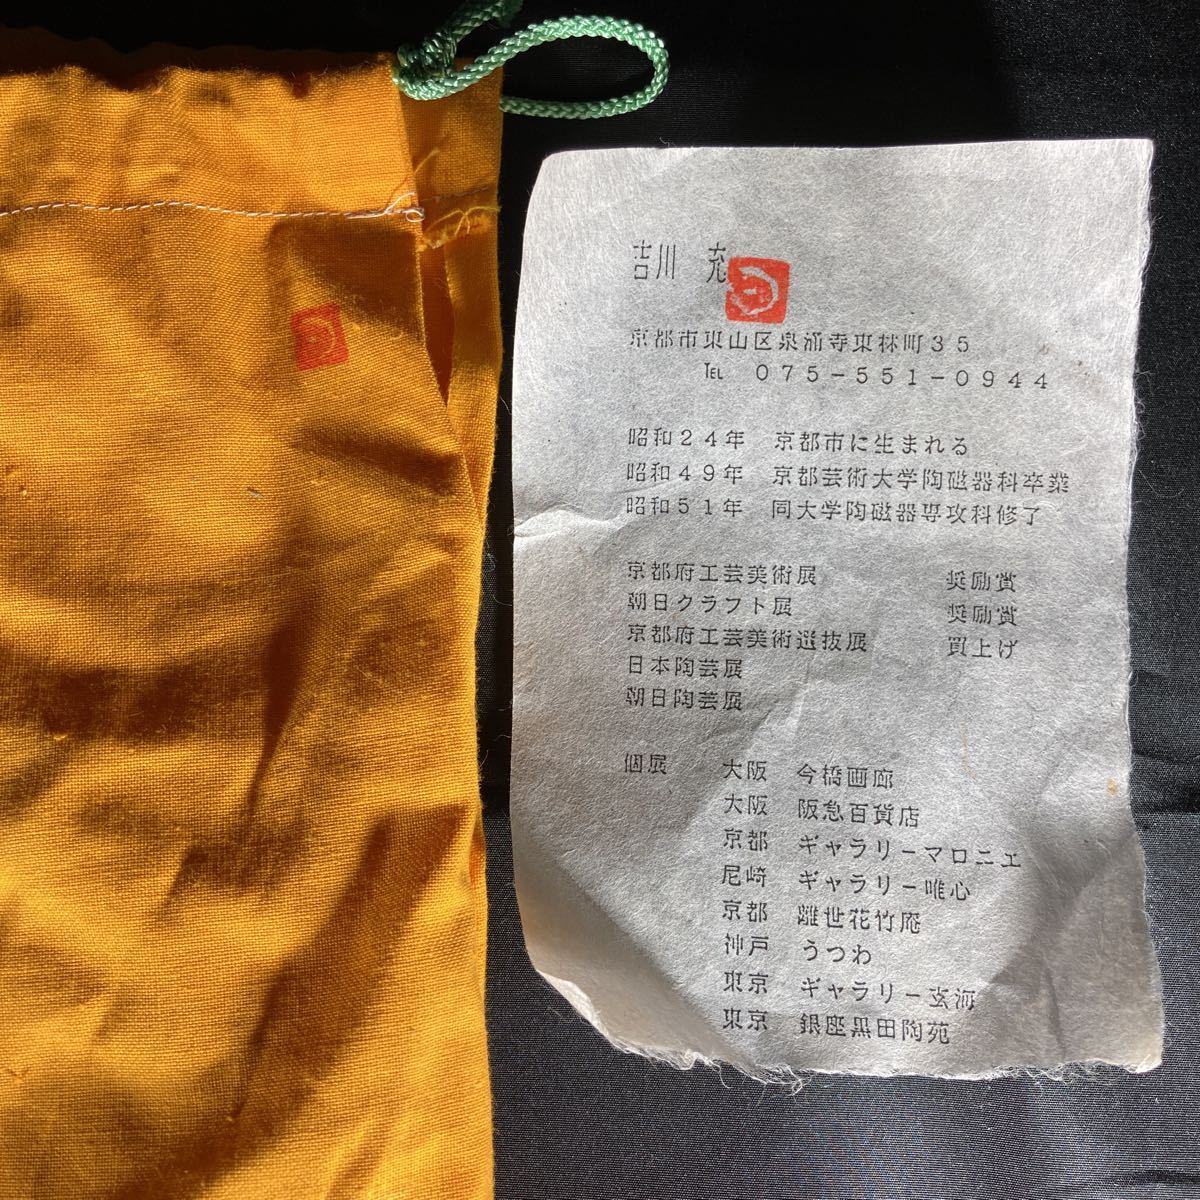 吉川 充
京都市東山区泉涌寺東林町35
TEL 075-551-0944
昭和24年 京都市に生まれる
昭和49年 京都芸術大学陶磁器科卒業
昭和51年 同大学陶磁器専攻科修了
京都府工芸美術展 奨励賞
朝日クラフト展 奨励賞
京都府工芸美術選抜展 買上げ
日本陶芸展
朝日陶芸展
個展 大阪 今橋画廊
大阪 阪急百貨店
京都 ギャラリーマロニエ
尼崎 ギャラリー唯心
京都 離世花竹庵
神戸 うつわ
東京 ギャラリー玄海
東京 銀座黒田陶苑